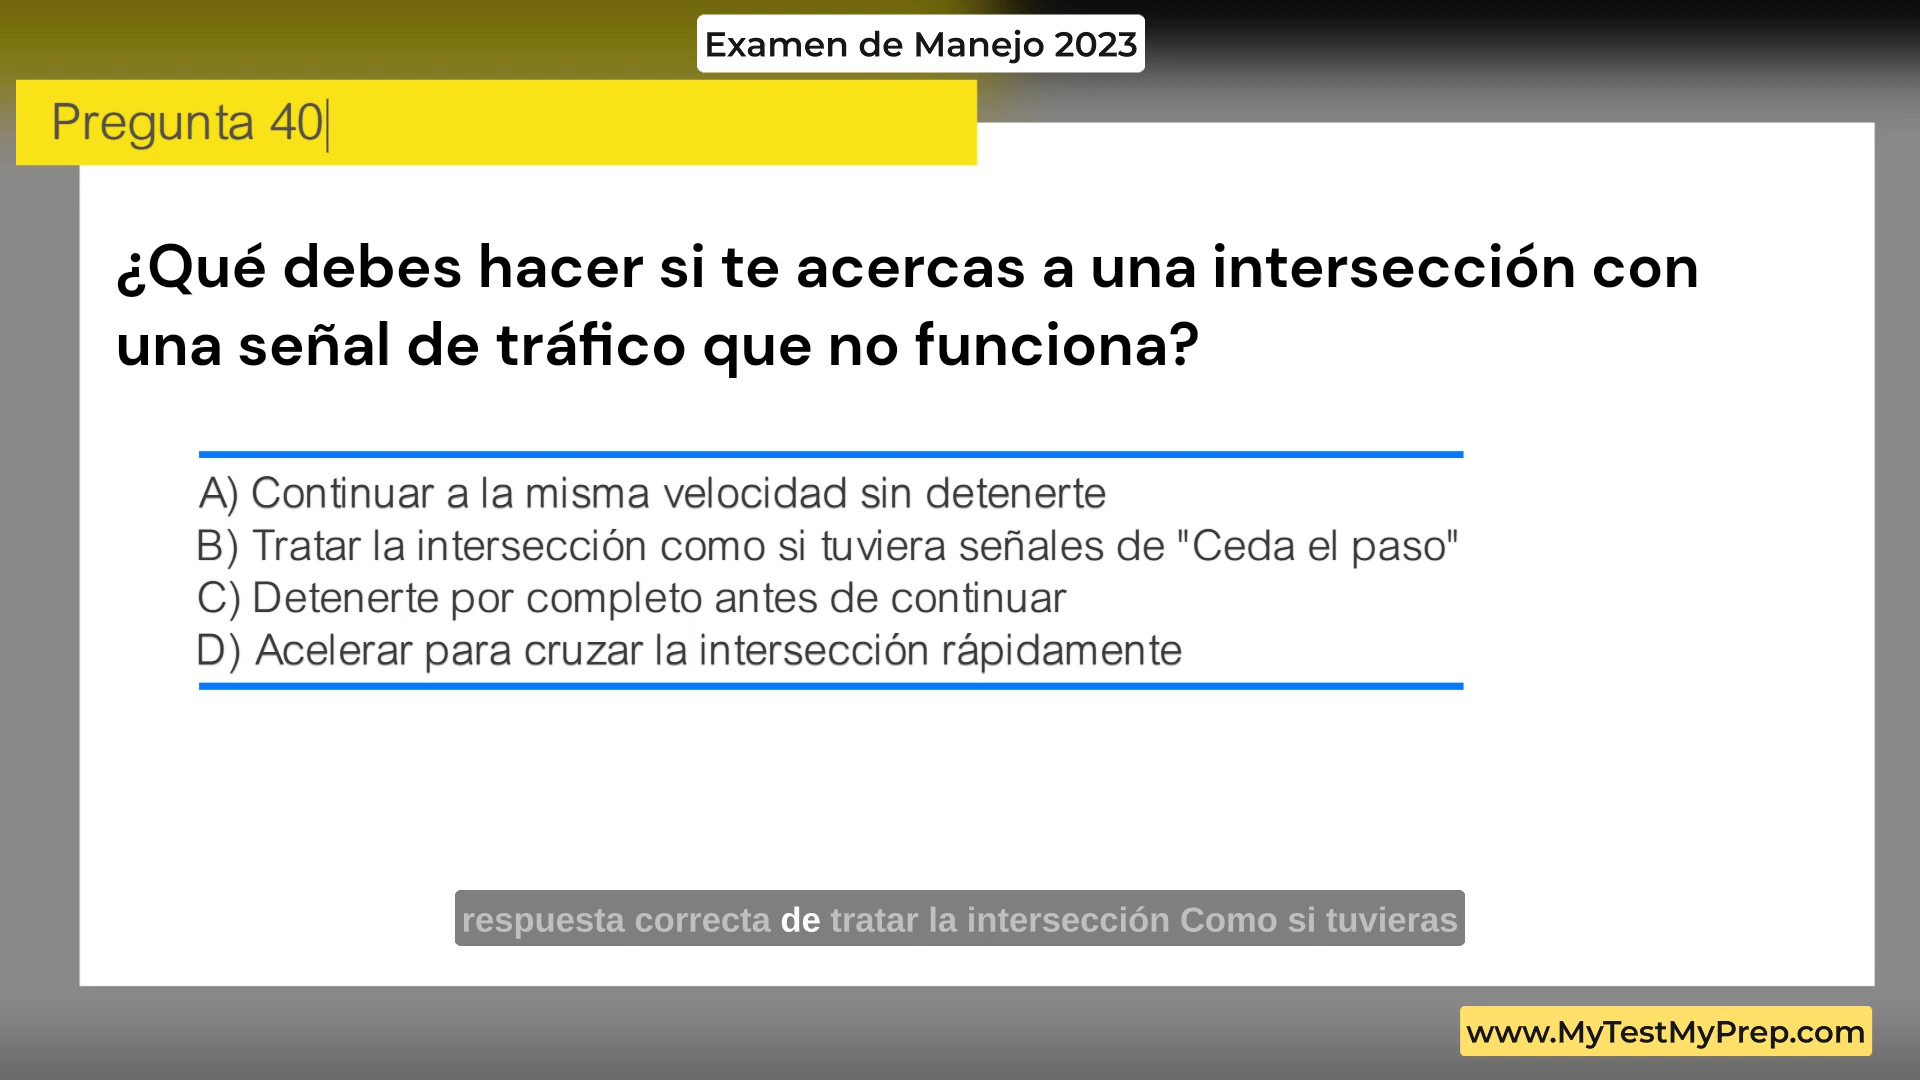 Examen de Manejo 2023
Pregunta 40
¿Qué debes hacer si te acercas a una intersección con
una señal de tráfico que no funciona?
A) Continuar a la misma velocidad sin detenerte
B) Tratar la intersección como si tuviera señales de "Ceda el paso"
C) Detenerte por completo antes de continuar
D) Acelerar para cruzar la intersección rápidamente
respuesta correcta de tratar la intersección Como si tuvieras
www.MyTestMyPrep.com